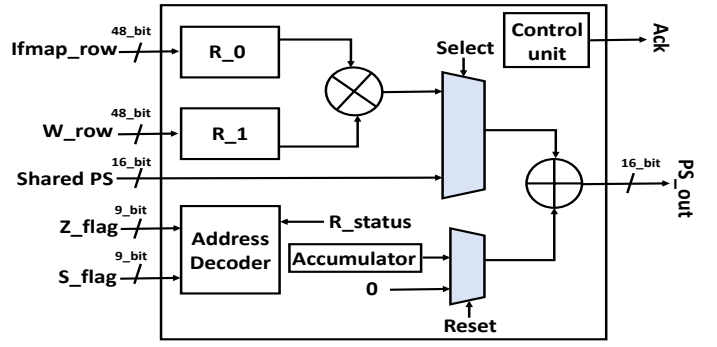 48_bit
Ifmap_row
R_0
Select
Control
unit
Ack
48_bit
W_row
R_1
16_bit
Shared PS
16_bit
PS_out
9_bit
Z_flag
Address
Decoder
R_status
9_bit
S_flag
Accumulator
0
Reset